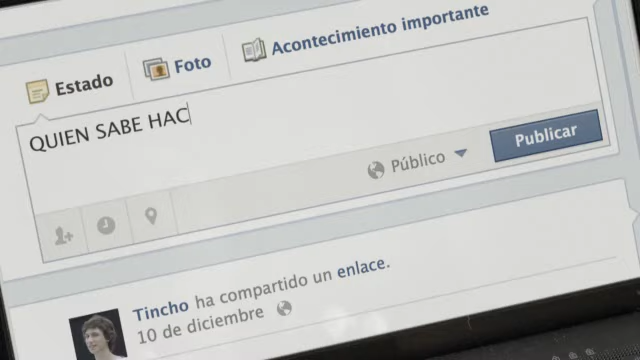 Estado Foto Acontecimiento importante
QUIEN SABE HAC
Público Publicar
Tincho ha compartido un enlace.
10 de diciembre